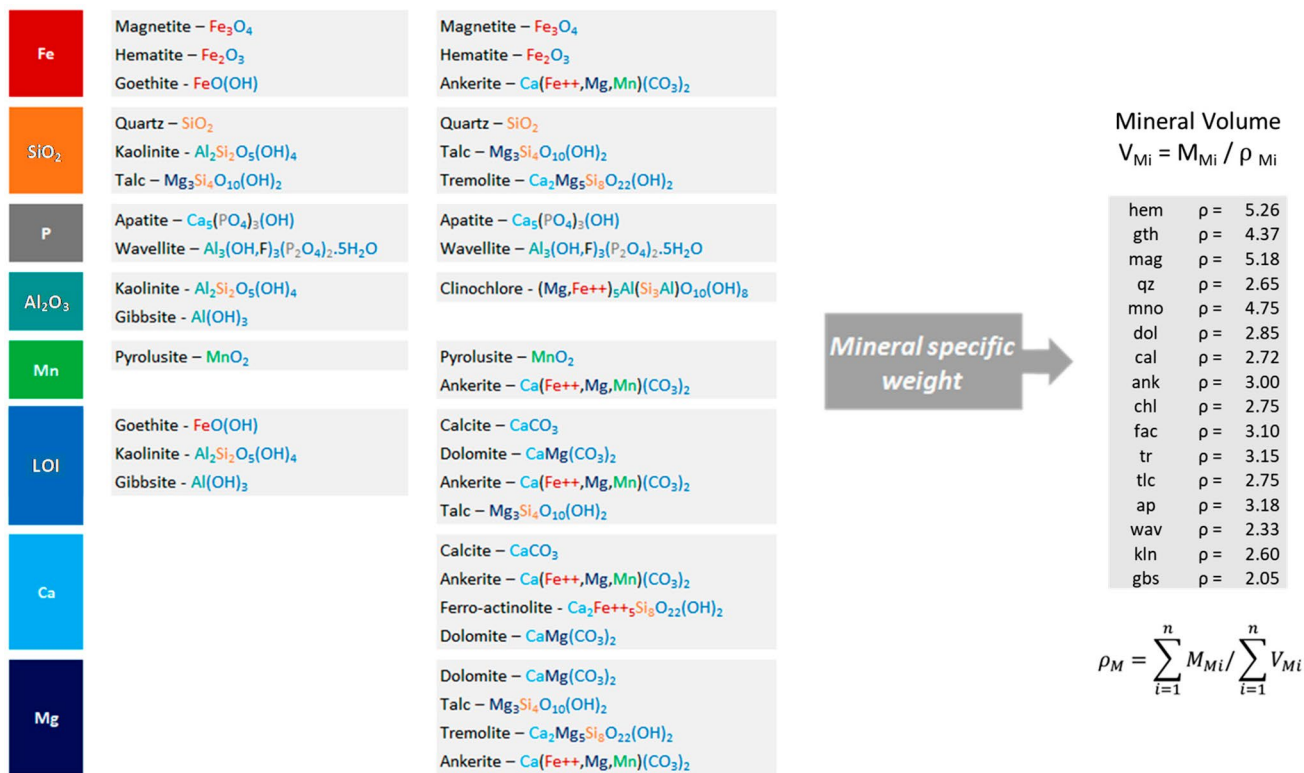 Fe
Magnetite – Fe₃O₄
Hematite – Fe₂O₃
Goethite - FeO(OH)
Magnetite – Fe₃O₄
Hematite – Fe₂O₃
Ankerite – Ca(Fe++,Mg,Mn)(CO₃)₂
SiO₂
Quartz – SiO₂
Kaolinite - Al₂Si₂O₅(OH)₄
Talc – Mg₃Si₄O₁₀(OH)₂
Quartz – SiO₂
Talc – Mg₃Si₄O₁₀(OH)₂
Tremolite – Ca₂Mg₅Si₈O₂₂(OH)₂
P
Apatite – Ca₅(PO₄)₃(OH)
Wavellite – Al₃(OH,F)₃(P₂O₄)₂.5H₂O
Apatite – Ca₅(PO₄)₃(OH)
Wavellite – Al₃(OH,F)₃(P₂O₄)₂.5H₂O
Al₂O₃
Kaolinite - Al₂Si₂O₅(OH)₄
Gibbsite - Al(OH)₃
Clinochlore - (Mg,Fe++)₅Al(Si₃Al)O₁₀(OH)₈
Mn
Pyrolusite – MnO₂
Pyrolusite – MnO₂
Ankerite – Ca(Fe++,Mg,Mn)(CO₃)₂
LOI
Goethite - FeO(OH)
Kaolinite - Al₂Si₂O₅(OH)₄
Gibbsite - Al(OH)₃
Calcite – CaCO₃
Dolomite – CaMg(CO₃)₂
Ankerite – Ca(Fe++,Mg,Mn)(CO₃)₂
Talc – Mg₃Si₄O₁₀(OH)₂
Ca
Calcite – CaCO₃
Ankerite – Ca(Fe++,Mg,Mn)(CO₃)₂
Ferro-actinolite - Ca₂Fe++₅Si₈O₂₂(OH)₂
Dolomite – CaMg(CO₃)₂
Mg
Dolomite – CaMg(CO₃)₂
Talc – Mg₃Si₄O₁₀(OH)₂
Tremolite – Ca₂Mg₅Si₈O₂₂(OH)₂
Ankerite – Ca(Fe++,Mg,Mn)(CO₃)₂
Mineral specific
weight
Mineral Volume
V_Mi = M_Mi / ρ_Mi
hem ρ = 5.26
gth ρ = 4.37
mag ρ = 5.18
qz ρ = 2.65
mno ρ = 4.75
dol ρ = 2.85
cal ρ = 2.72
ank ρ = 3.00
chl ρ = 2.75
fac ρ = 3.10
tr ρ = 3.15
tlc ρ = 2.75
ap ρ = 3.18
wav ρ = 2.33
kln ρ = 2.60
gbs ρ = 2.05
ρ_M = ∑_{i=1}^{n} M_Mi / ∑_{i=1}^{n} V_Mi